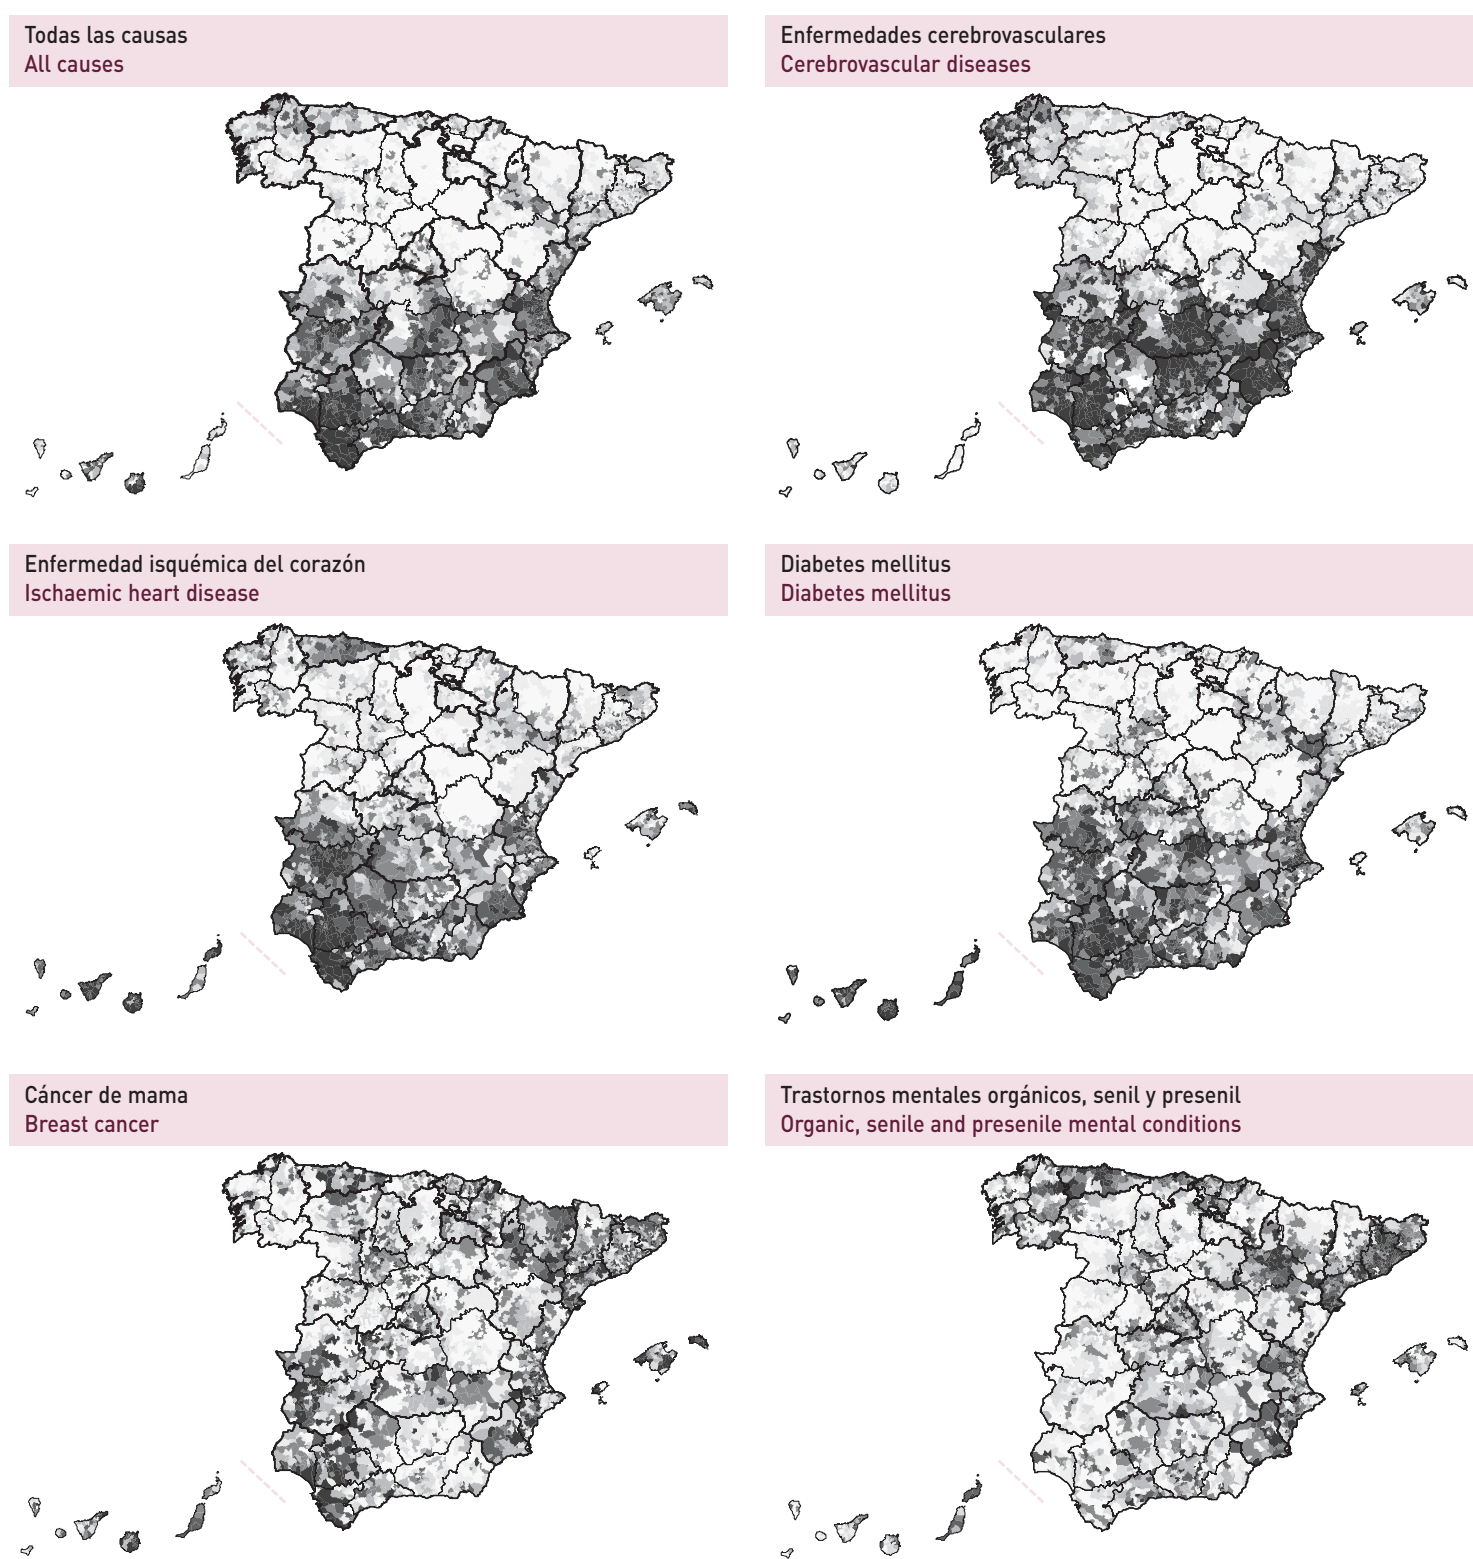 Todas las causas
All causes
Enfermedades cerebrovasculares
Cerebrovascular diseases
Enfermedad isquémica del corazón
Ischaemic heart disease
Diabetes mellitus
Diabetes mellitus
Cáncer de mama
Breast cancer
Trastornos mentales orgánicos, senil y presenil
Organic, senile and presenile mental conditions